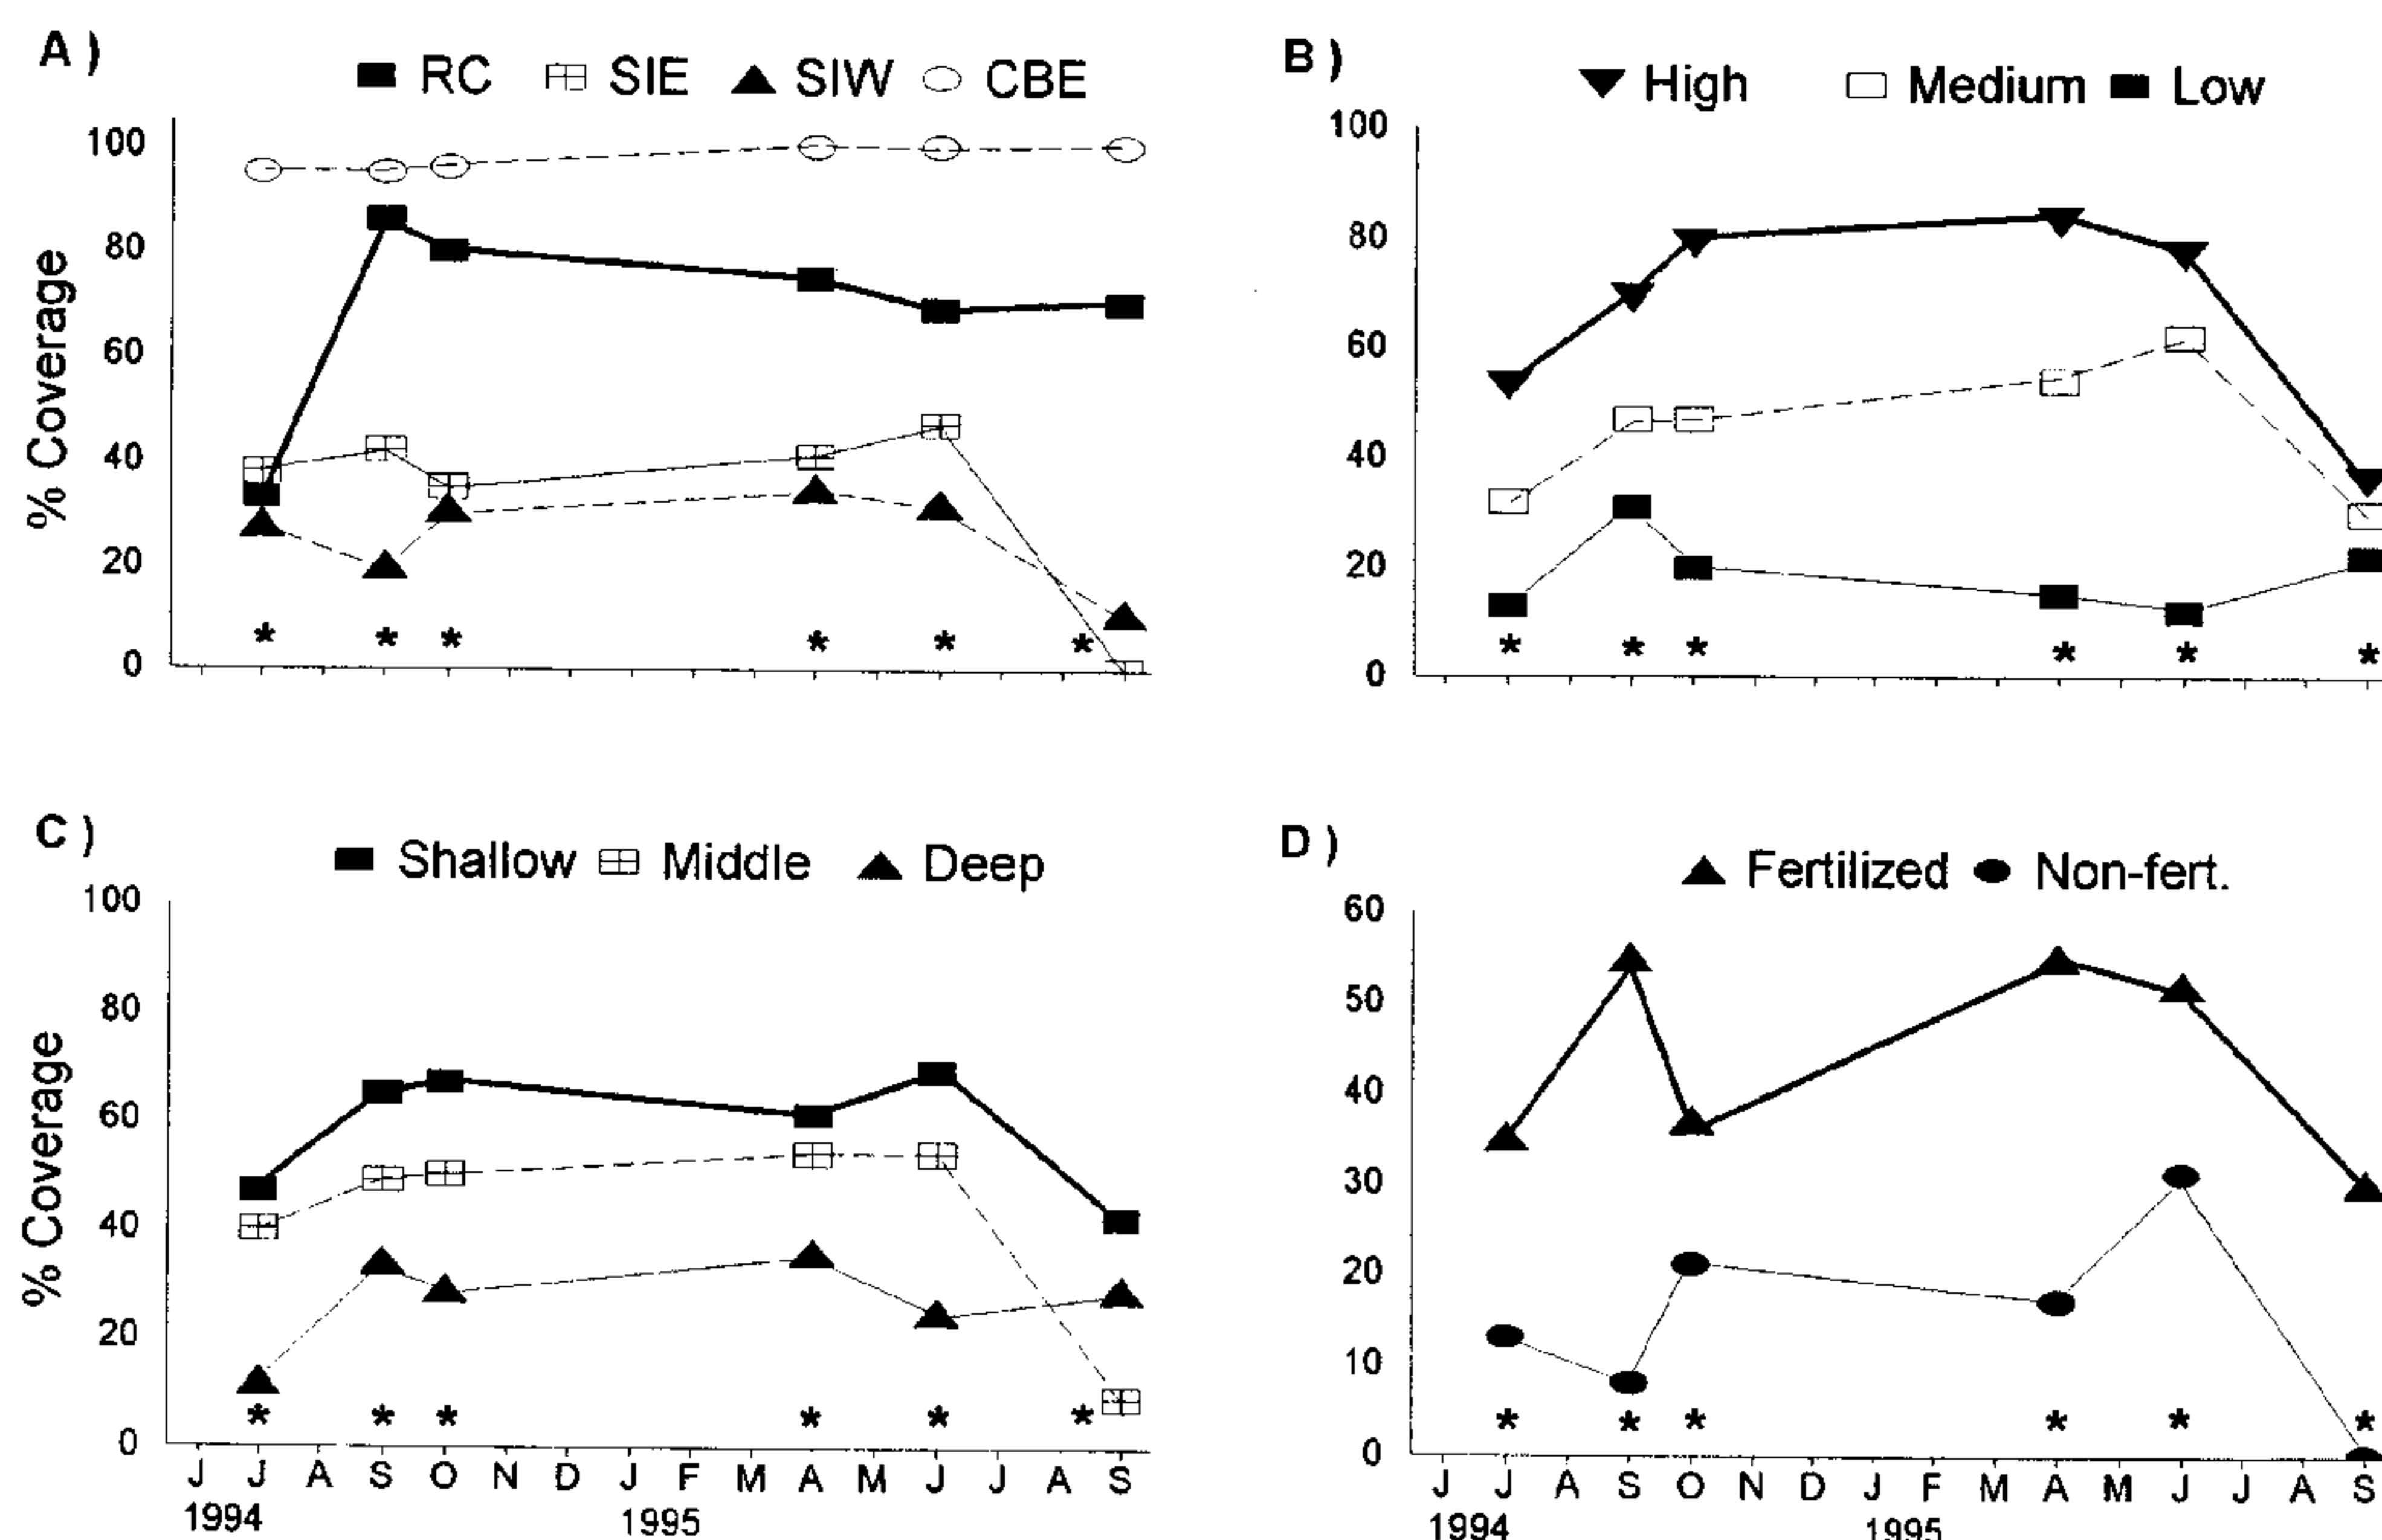 A )
RC SIE SIW CBE
100
80
60
40
20
0
% Coverage
* * * * * *
B )
High Medium Low
100
80
60
40
20
0
* * * * * *
C )
Shallow Middle Deep
100
80
60
40
20
0
% Coverage
* * * * * *
J J A S O N D J F M A M J J A S
1994 1995
D )
Fertilized Non-fert.
60
50
40
30
20
10
0
* * * * * *
J J A S O N D J F M A M J J A S
1994 1995